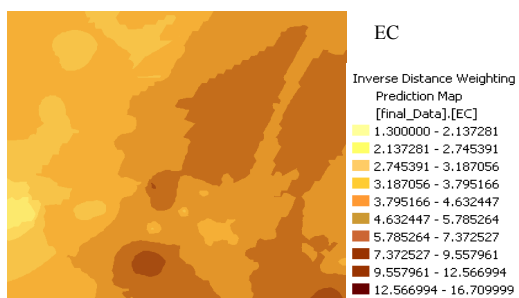 EC
Inverse Distance Weighting
Prediction Map
[final_Data].[EC]
1.300000 - 2.137281
2.137281 - 2.745391
2.745391 - 3.187056
3.187056 - 3.795166
3.795166 - 4.632447
4.632447 - 5.785264
5.785264 - 7.372527
7.372527 - 9.557961
9.557961 - 12.566994
12.566994 - 16.709999